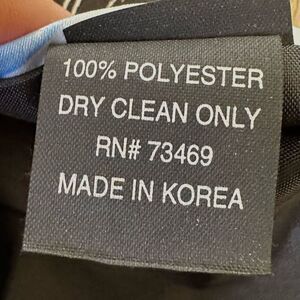 100% POLYESTER
DRY CLEAN ONLY
RN# 73469
MADE IN KOREA